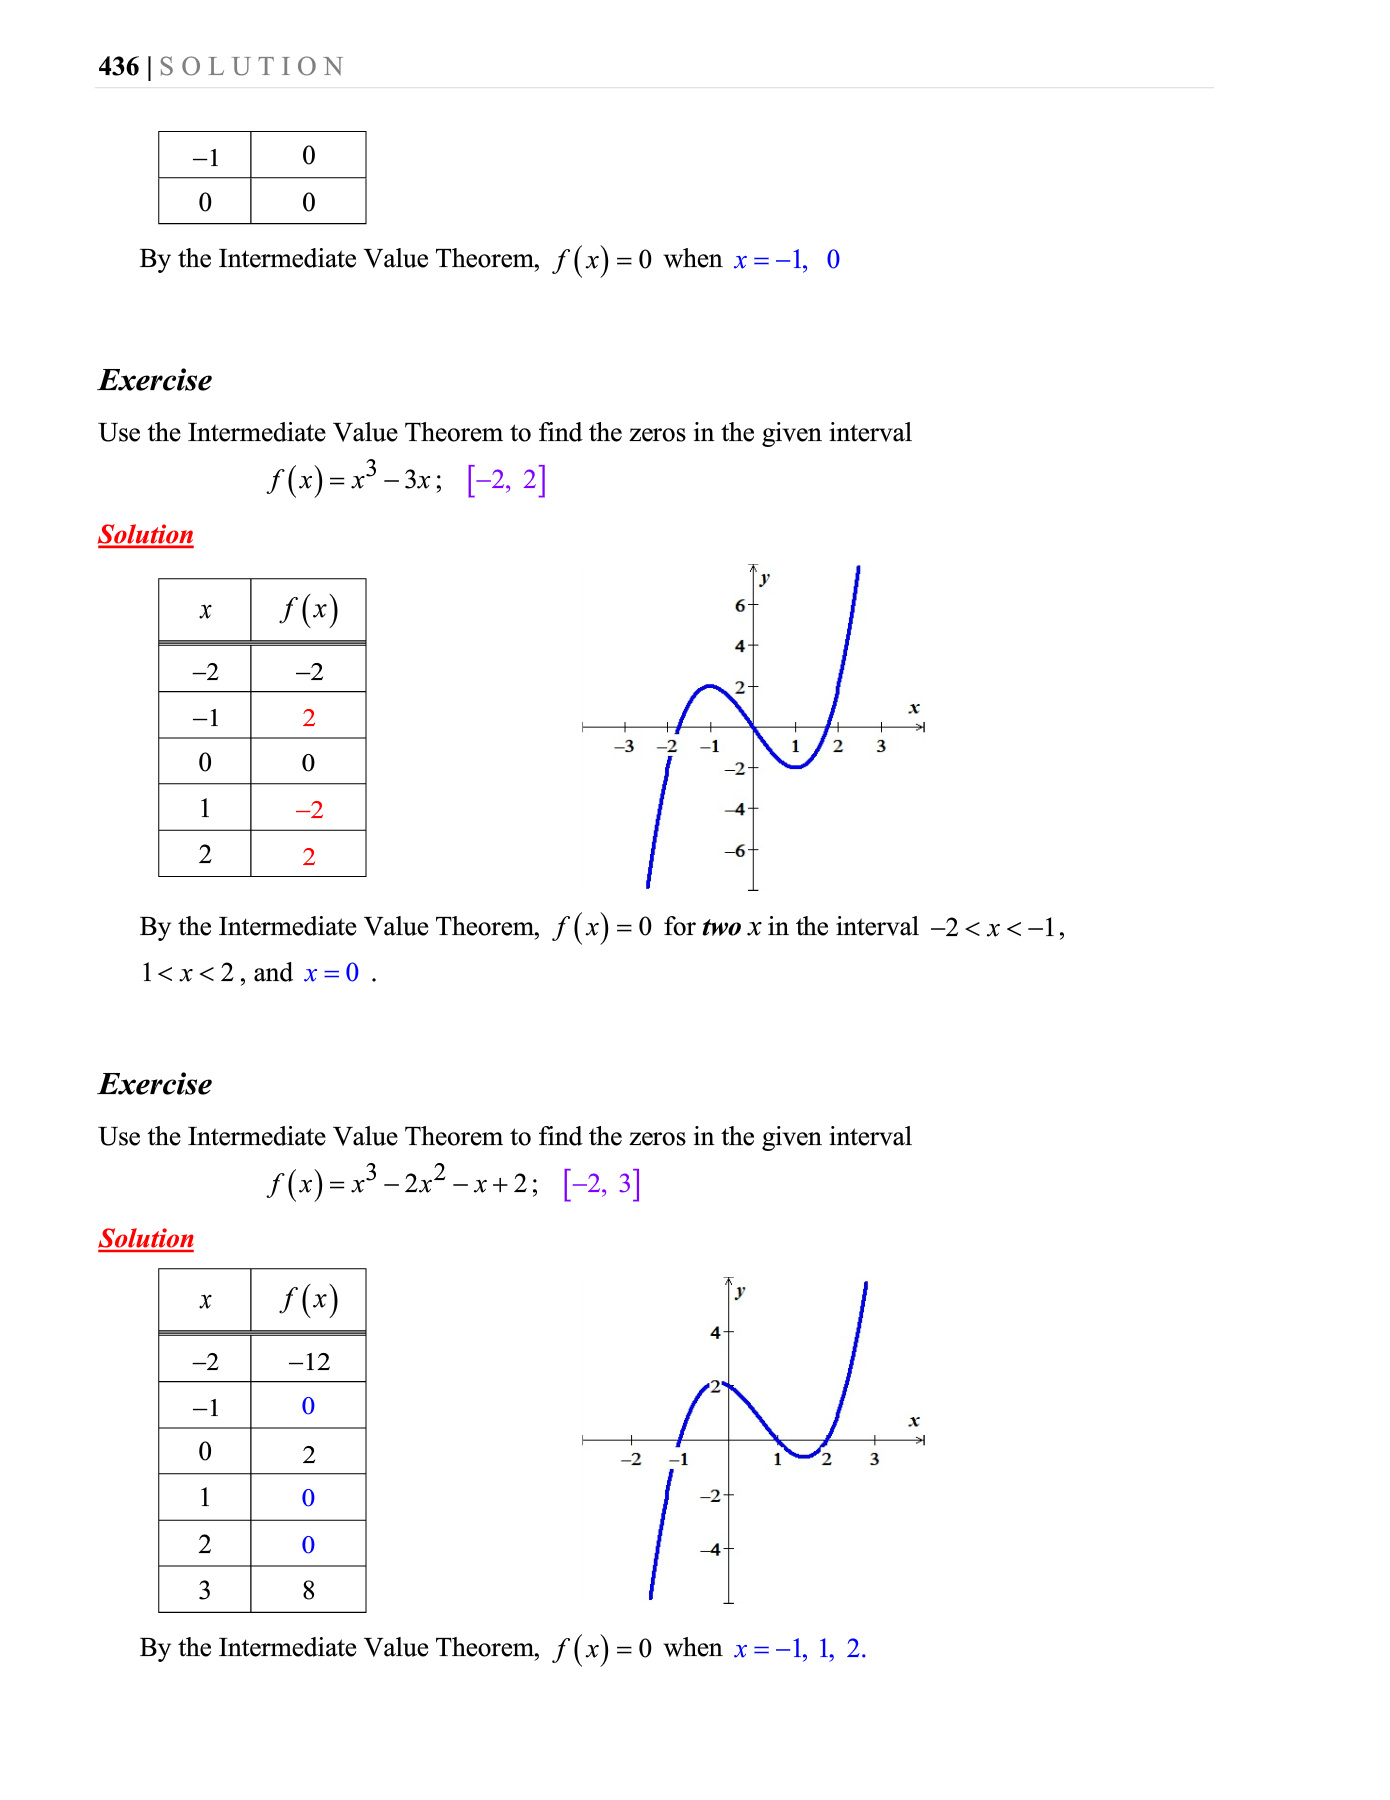 436 | S O L U T I O N
–1 0
0 0
By the Intermediate Value Theorem, f(x) = 0 when x = –1, 0
Exercise
Use the Intermediate Value Theorem to find the zeros in the given interval
f(x) = x³ – 3x; [–2, 2]
Solution
x f(x)
–2 –2
–1 2
0 0
1 –2
2 2
y
6
4
2
x
–3 –2 –1 1 2 3
–2
–4
–6
By the Intermediate Value Theorem, f(x) = 0 for two x in the interval –2 < x < –1,
1 < x < 2, and x = 0 .
Exercise
Use the Intermediate Value Theorem to find the zeros in the given interval
f(x) = x³ – 2x² – x + 2; [–2, 3]
Solution
x f(x)
–2 –12
–1 0
0 2
1 0
2 0
3 8
y
4
2
x
–2 –1 1 2 3
–2
–4
By the Intermediate Value Theorem, f(x) = 0 when x = –1, 1, 2.